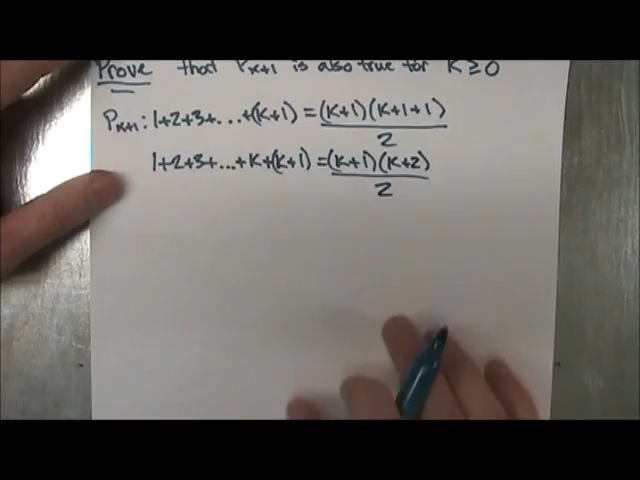 Prove that Pk+1 is also true for K ≥ 0
Pk+1: 1+2+3+...+(k+1) = (k+1)(k+1+1)/2
1+2+3+...+k+(k+1) = (k+1)(k+2)/2